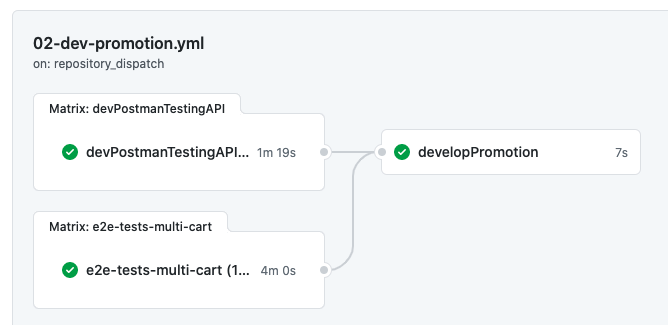 02-dev-promotion.yml
on: repository_dispatch
Matrix: devPostmanTestingAPI
devPostmanTestingAPI... 1m 19s
developPromotion 7s
Matrix: e2e-tests-multi-cart
e2e-tests-multi-cart (1... 4m 0s